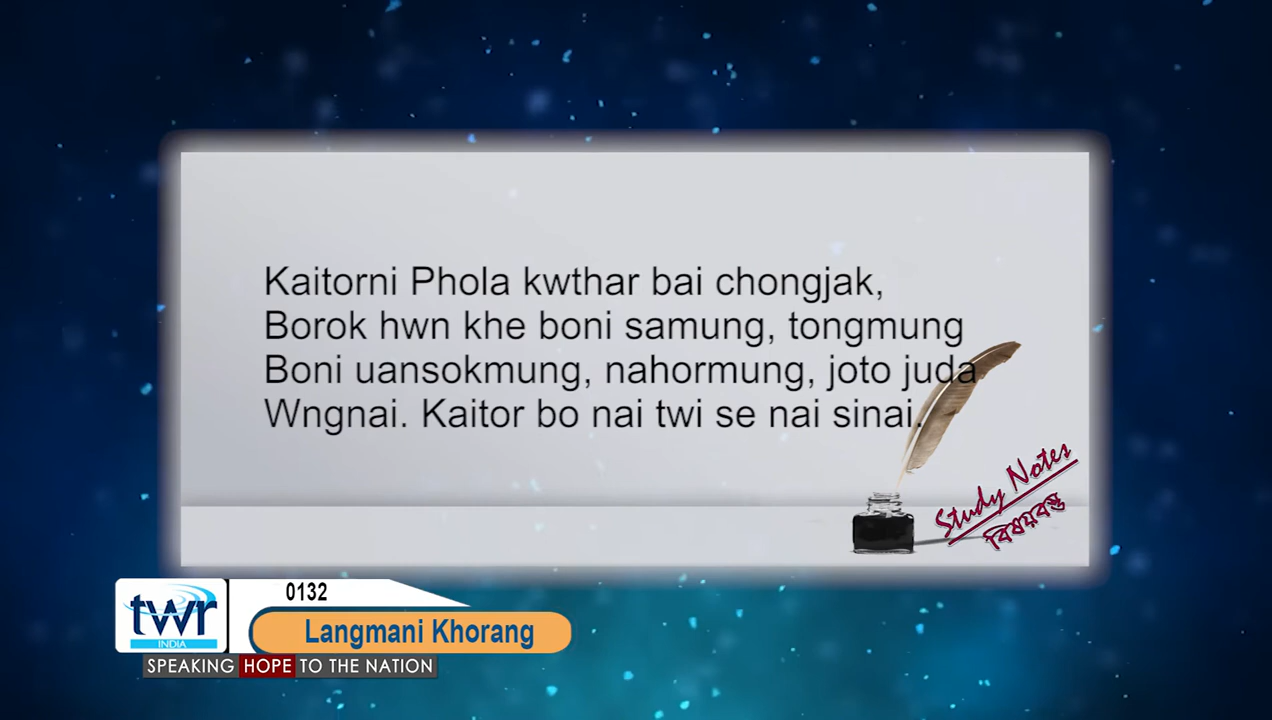 Kaitorni Phola kwthar bai chongjak,
Borok hwn khe boni samung, tongmung
Boni uansokmung, nahormung, joto juda
Wngnai. Kaitor bo nai twi se nai sinai.
Study Notes
বিষয়বস্তু
twr
INDIA
0132
Langmani Khorang
SPEAKING HOPE TO THE NATION